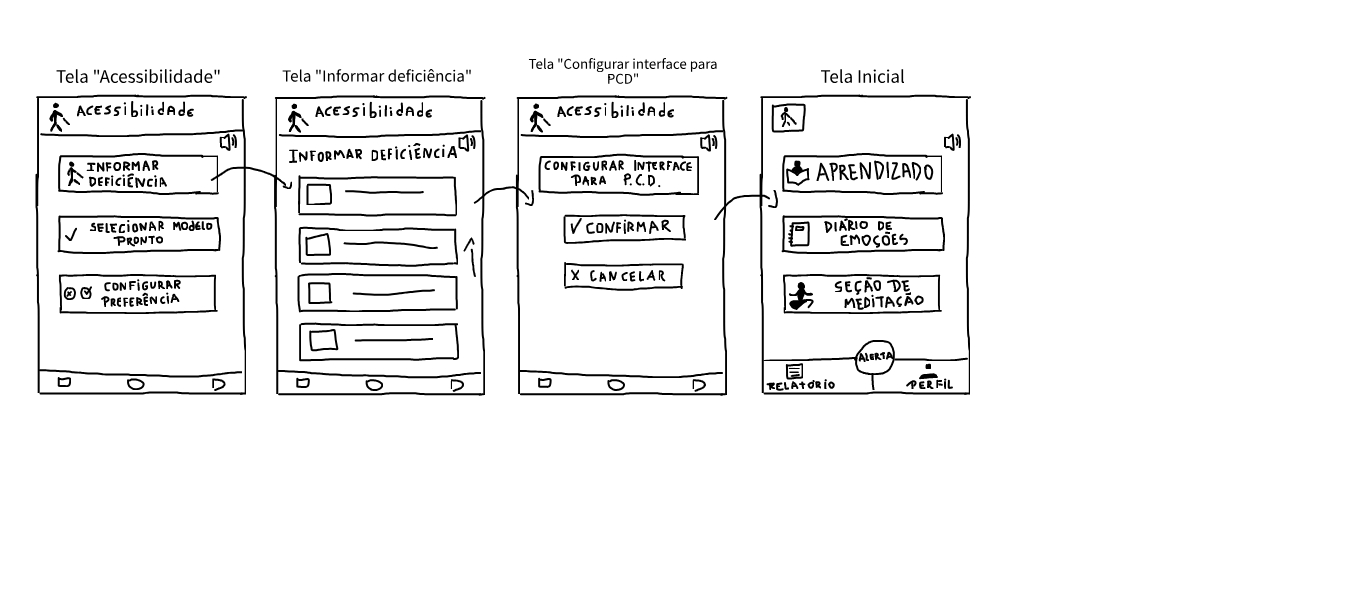 Tela "Acessibilidade"
ACESSIBILIDADE
INFORMAR
DEFICIÊNCIA
SELECIONAR MODELO
PRONTO
CONFIGURAR
PREFERÊNCIA
Tela "Informar deficiência"
ACESSIBILIDADE
INFORMAR DEFICIÊNCIA
Tela "Configurar interface para
PCD"
ACESSIBILIDADE
CONFIGURAR INTERFACE
PARA P.C.D.
CONFIRMAR
X CANCELAR
Tela Inicial
APRENDIZADO
DIÁRIO DE
EMOÇÕES
SEÇÃO DE
MEDITAÇÃO
ALERTA
RELATÓRIO
PERFIL